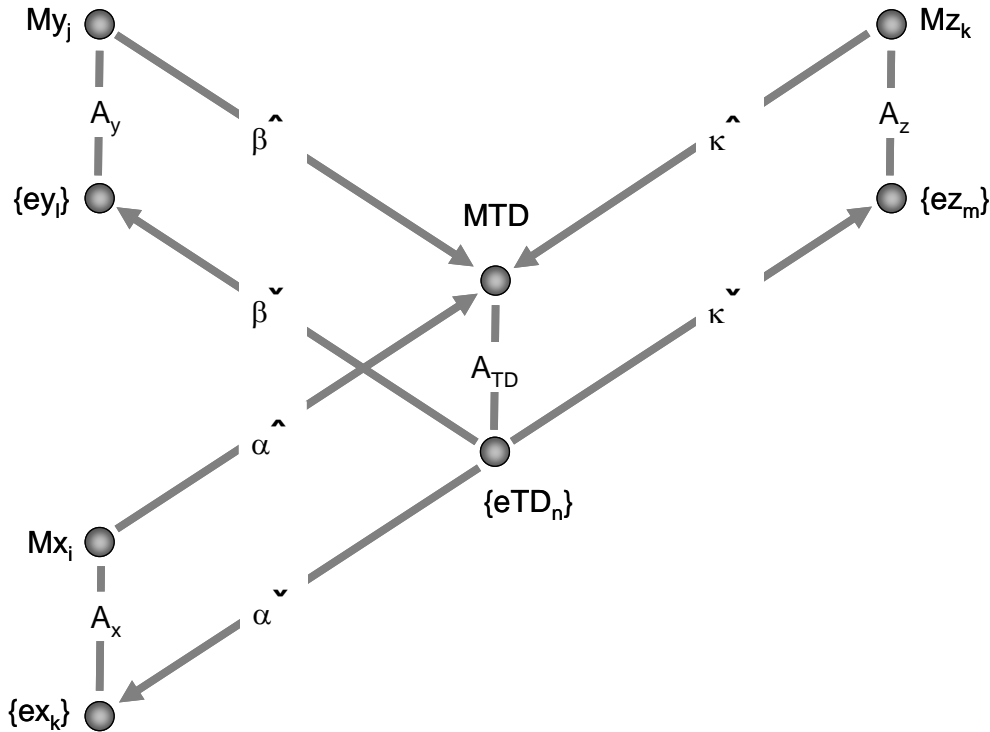 My_j
Mz_k
A_y
A_z
β^
κ^
{ey_l}
{ez_m}
MTD
βˇ
κˇ
A_TD
α^
{eTD_n}
Mx_i
A_x
αˇ
{ex_k}